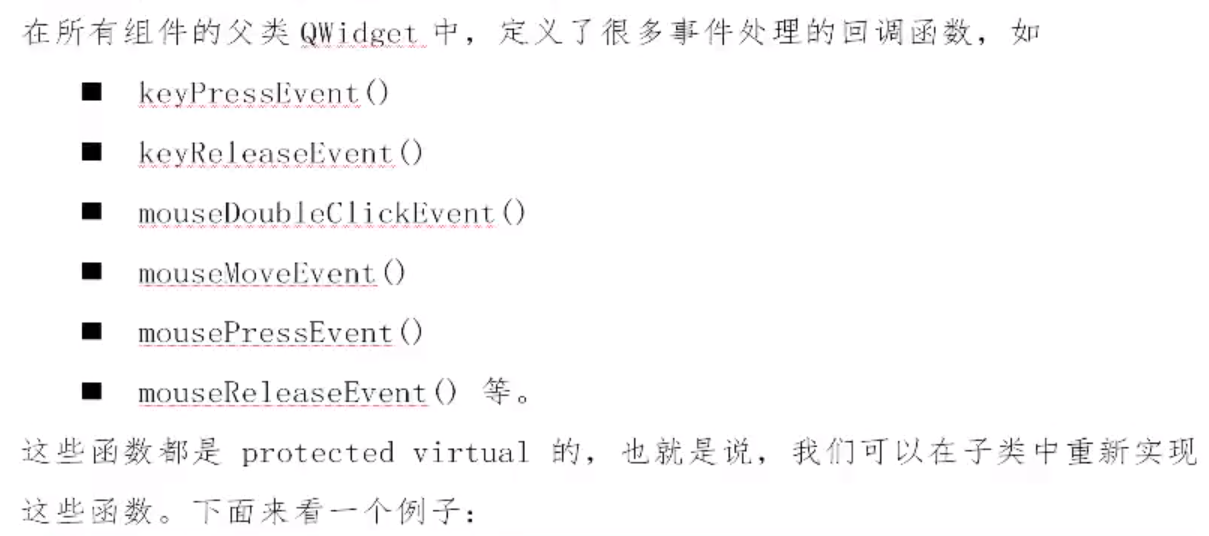 在所有组件的父类 QWidget 中，定义了很多事件处理的回调函数，如
■ keyPressEvent()
■ keyReleaseEvent()
■ mouseDoubleClickEvent()
■ mouseMoveEvent()
■ mousePressEvent()
■ mouseReleaseEvent() 等。
这些函数都是 protected virtual 的，也就是说，我们可以在子类中重新实现
这些函数。下面来看一个例子：